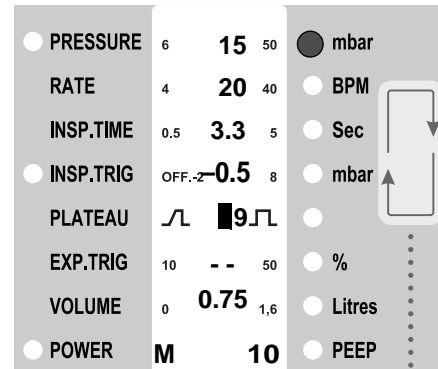 PRESSURE 6 15 50 mbar
RATE 4 20 40 BPM
INSP.TIME 0.5 3.3 5 Sec
INSP.TRIG OFF.-2 -0.5 8 mbar
PLATEAU 9
EXP.TRIG 10 - - 50 %
VOLUME 0 0.75 1,6 Litres
POWER M 10 PEEP